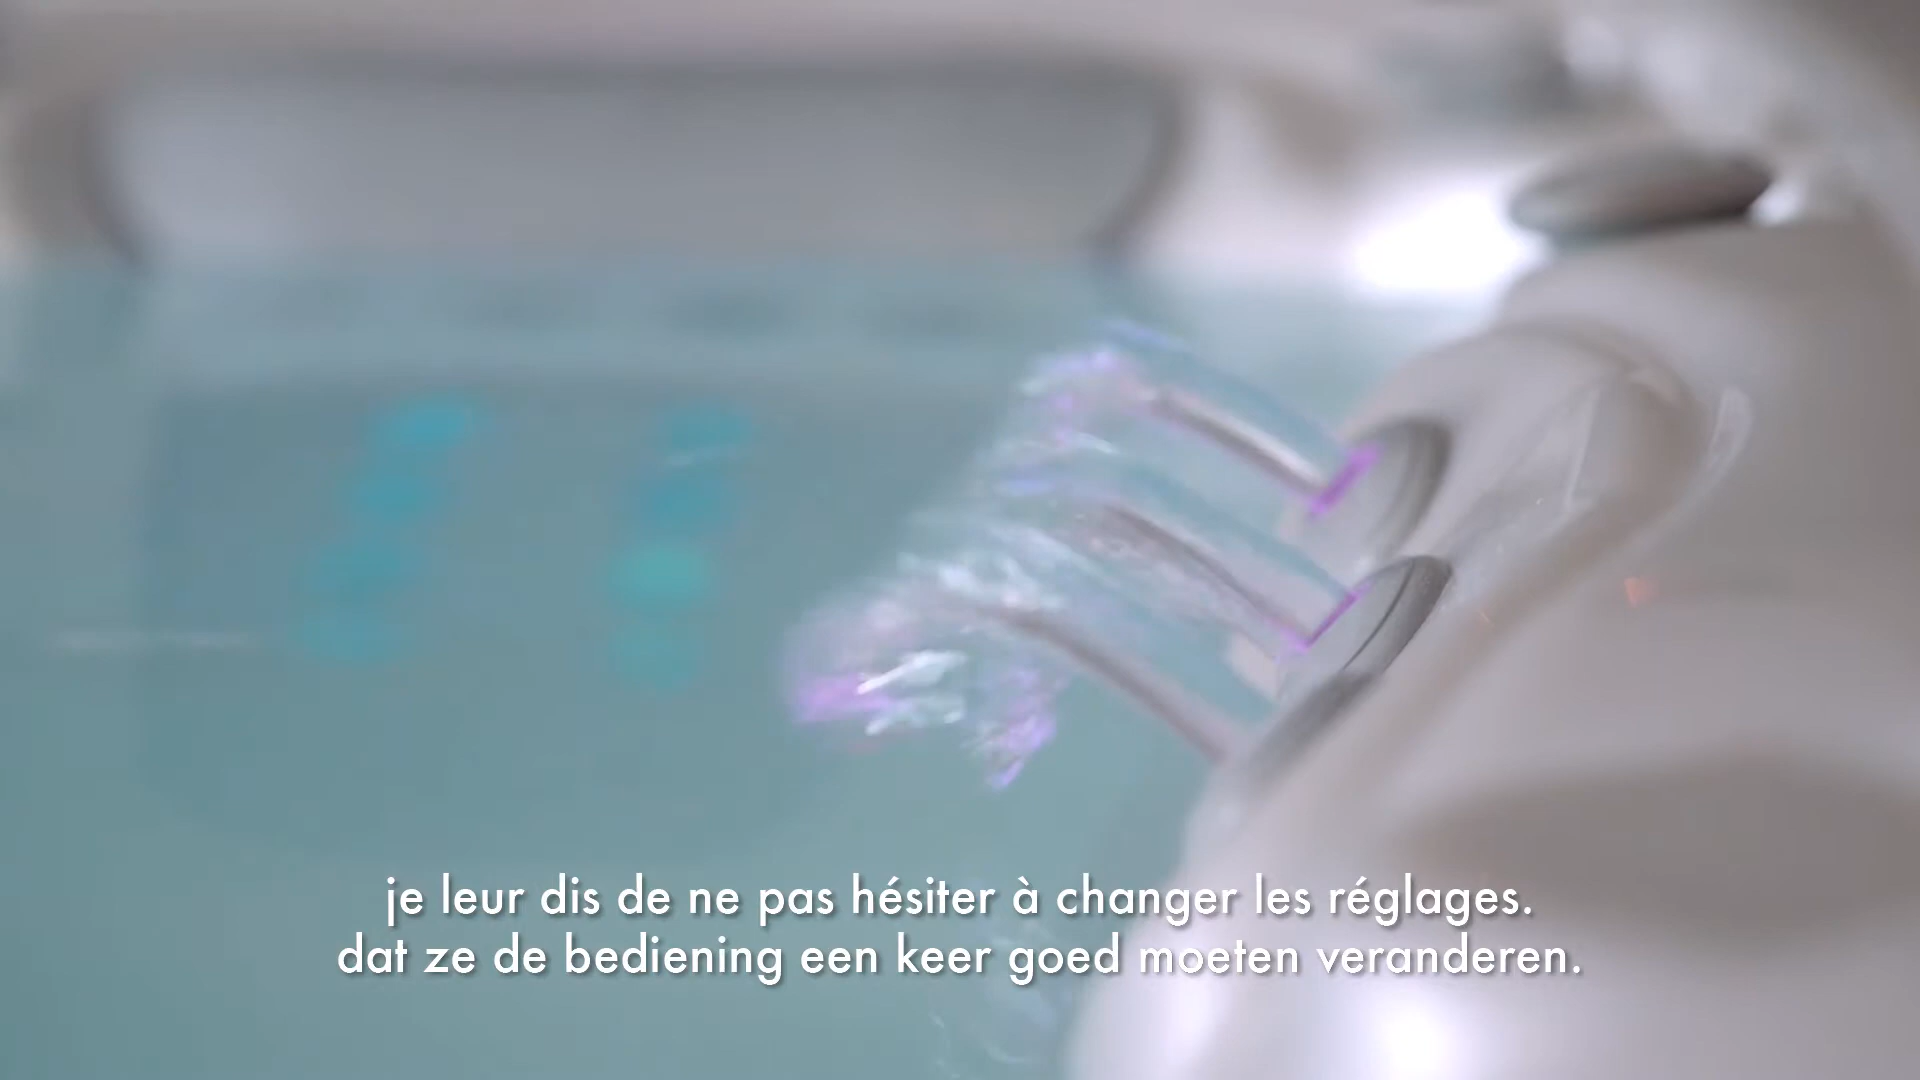 je leur dis de ne pas hésiter à changer les réglages.
dat ze de bediening een keer goed moeten veranderen.